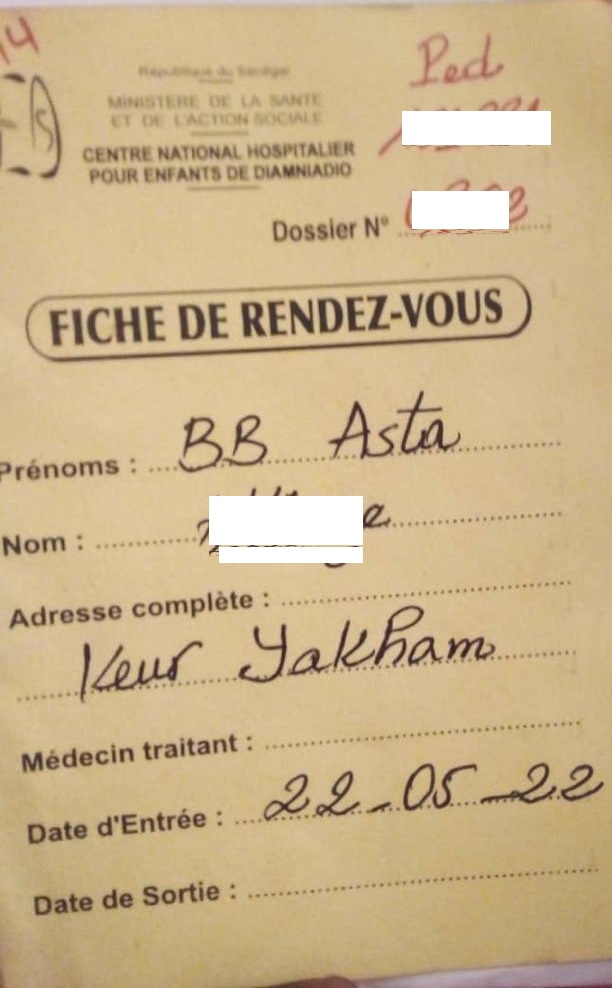 14
République du Sénégal
MINISTERE DE LA SANTE
ET DE L'ACTION SOCIALE
CENTRE NATIONAL HOSPITALIER
POUR ENFANTS DE DIAMNIADIO
Ped
Dossier N°
FICHE DE RENDEZ-VOUS
Prénoms : BB Asta
Nom :
Adresse complète :
Keur Yakham
Médecin traitant :
Date d'Entrée : 22-05-22
Date de Sortie :